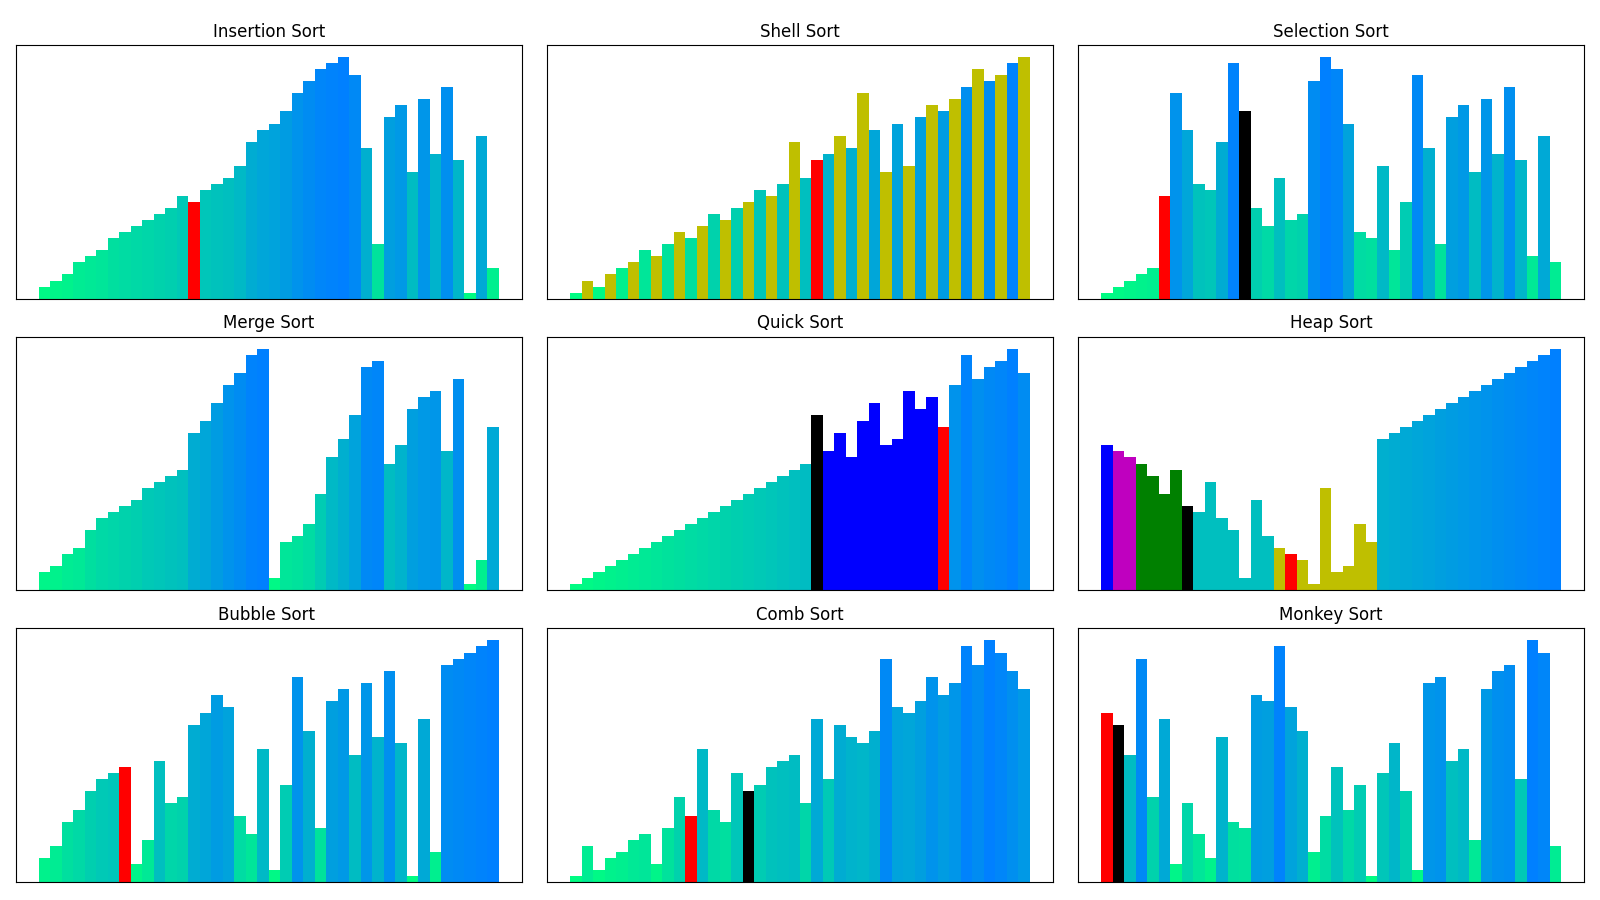 Insertion Sort
Shell Sort
Selection Sort
Merge Sort
Quick Sort
Heap Sort
Bubble Sort
Comb Sort
Monkey Sort